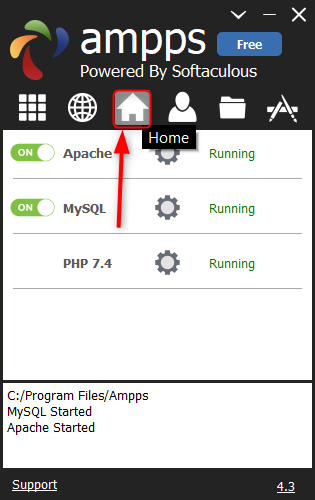 ampps
Free
Powered By Softaculous
Home
ON Apache Running
ON MySQL Running
PHP 7.4 Running
C:/Program Files/Ampps
MySQL Started
Apache Started
Support 4.3